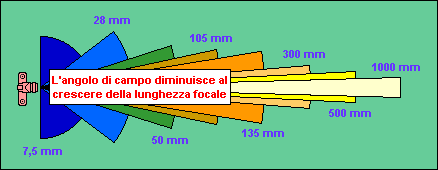 28 mm
105 mm
300 mm
1000 mm
L'angolo di campo diminuisce al
crescere della lunghezza focale
500 mm
135 mm
50 mm
7,5 mm